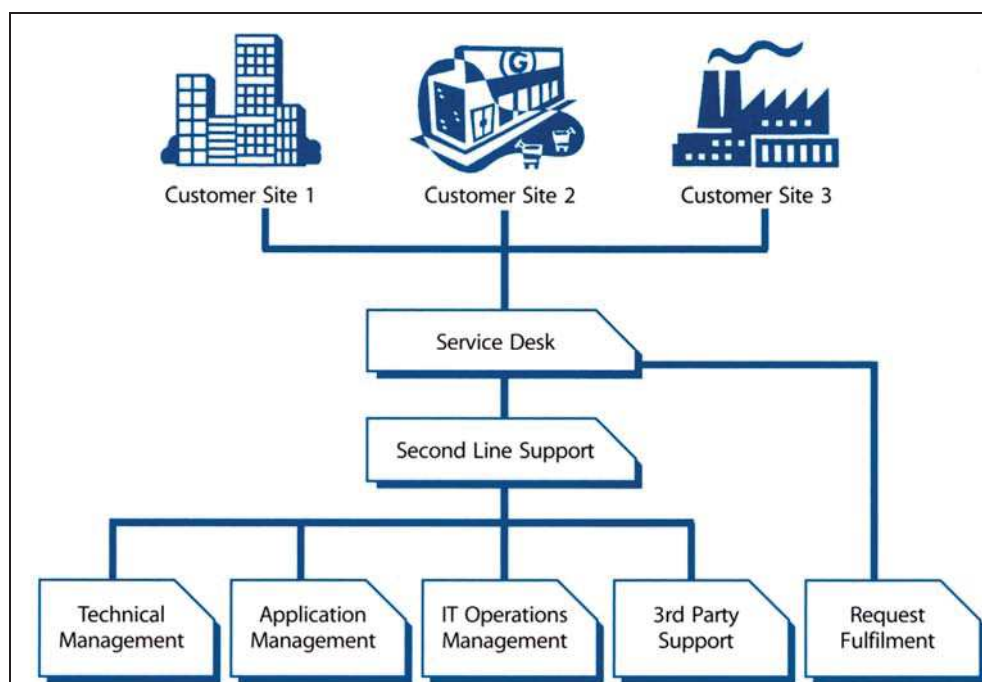 G
Customer Site 1
Customer Site 2
Customer Site 3
Service Desk
Second Line Support
Technical
Management
Application
Management
IT Operations
Management
3rd Party
Support
Request
Fulfilment